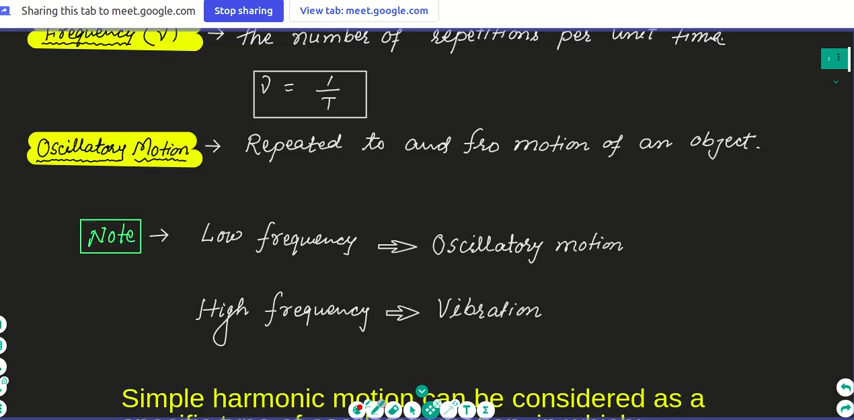 Sharing this tab to meet.google.com Stop sharing View tab: meet.google.com
Frequency (ν) → the number of repetitions per unit time.
ν = 1/T
Oscillatory Motion → Repeated to and fro motion of an object.
Note → Low frequency ⇒ Oscillatory motion
High frequency ⇒ Vibration
Simple harmonic motion can be considered as a